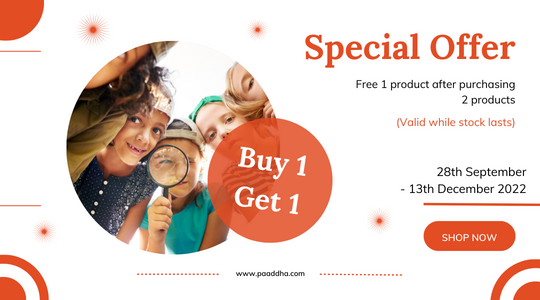 Special Offer
Free 1 product after purchasing
2 products
(Valid while stock lasts)
Buy 1
Get 1
28th September
- 13th December 2022
SHOP NOW
www.paaddha.com